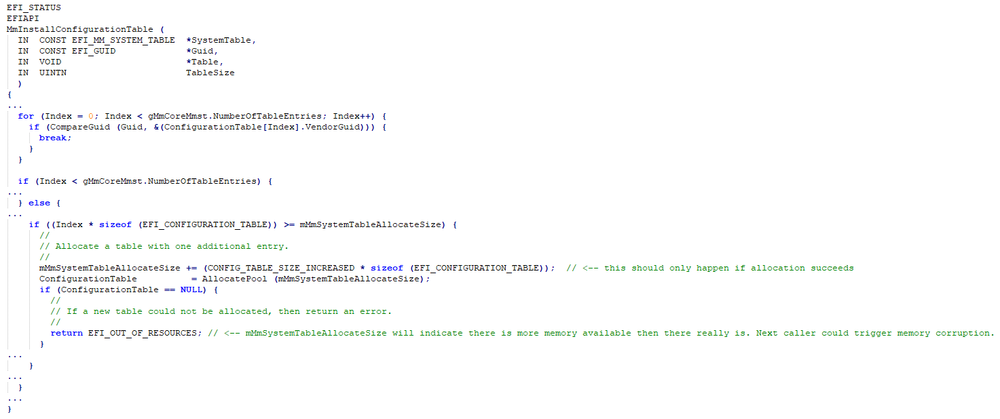 EFI_STATUS
EFIAPI
MmInstallConfigurationTable (
  IN  CONST EFI_MM_SYSTEM_TABLE  *SystemTable,
  IN  CONST EFI_GUID             *Guid,
  IN  VOID                       *Table,
  IN  UINTN                      TableSize
  )
{
...
  for (Index = 0; Index < gMmCoreMmst.NumberOfTableEntries; Index++) {
    if (CompareGuid (Guid, &(ConfigurationTable[Index].VendorGuid))) {
      break;
    }
  }
  if (Index < gMmCoreMmst.NumberOfTableEntries) {
...
  } else {
...
    if ((Index * sizeof (EFI_CONFIGURATION_TABLE)) >= mMmSystemTableAllocateSize) {
      //
      // Allocate a table with one additional entry.
      //
      mMmSystemTableAllocateSize += (CONFIG_TABLE_SIZE_INCREASED * sizeof (EFI_CONFIGURATION_TABLE));  // <-- this should only happen if allocation succeeds
      ConfigurationTable          = AllocatePool (mMmSystemTableAllocateSize);
      if (ConfigurationTable == NULL) {
        //
        // If a new table could not be allocated, then return an error.
        //
        return EFI_OUT_OF_RESOURCES; // <-- mMmSystemTableAllocateSize will indicate there is more memory available then there really is. Next caller could trigger memory corruption.
      }
...
    }
...
  }
...
}